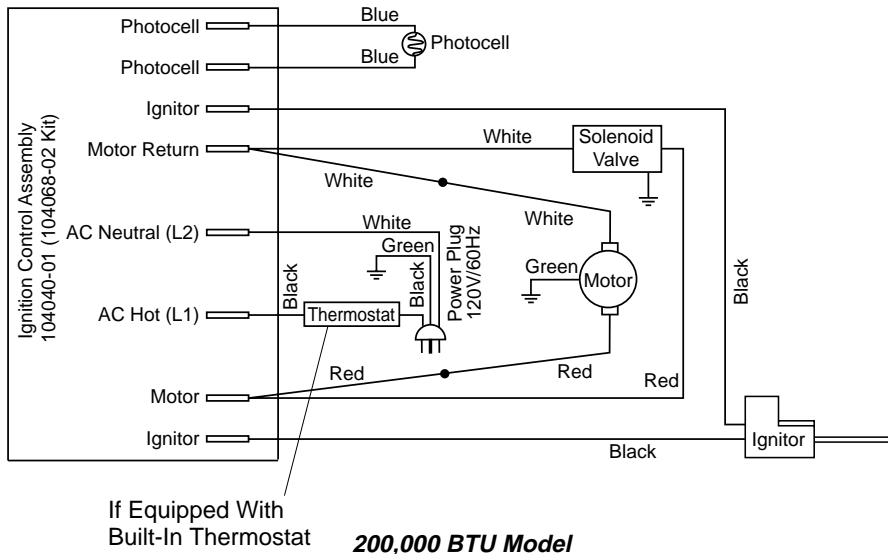 Blue
Photocell
Photocell
Blue
Photocell
Ignitor
Motor Return
White
Solenoid
Valve
White
White
AC Neutral (L2)
White
Green
Black
Black
Power Plug
120V/60Hz
Green
Motor
Black
Ignition Control Assembly
104040-01 (104068-02 Kit)
AC Hot (L1)
Thermostat
Red
Red
Red
Motor
Ignitor
Black
Ignitor
If Equipped With
Built-In Thermostat
200,000 BTU Model